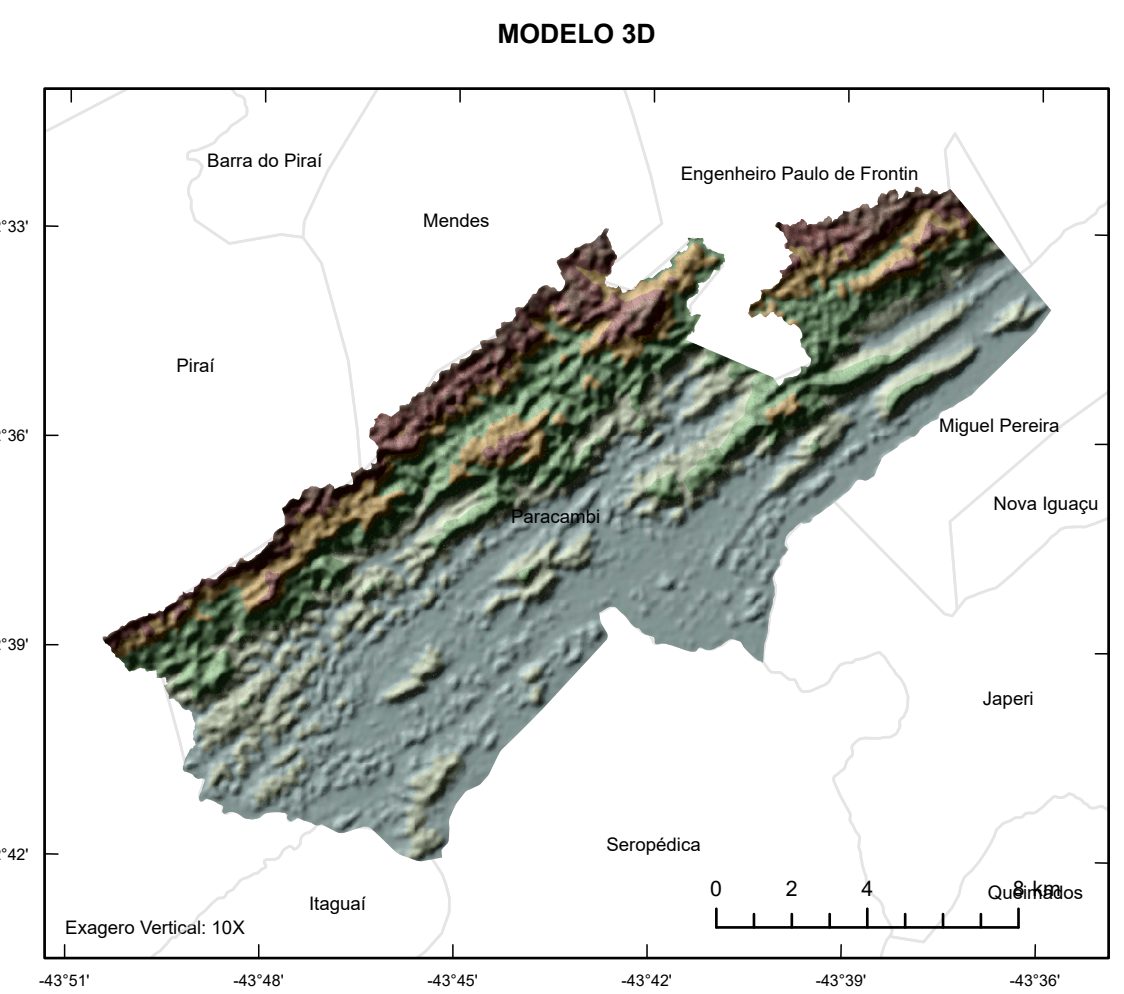 MODELO 3D
Barra do Piraí
Engenheiro Paulo de Frontin
Mendes
°33'
Piraí
Miguel Pereira
°36'
Nova Iguaçu
Paracambi
°39'
Japeri
Seropédica
2°42'
0 2 4 8 km
Queimados
Itaguaí
Exagero Vertical: 10X
-43°51' -43°48' -43°45' -43°42' -43°39' -43°36'